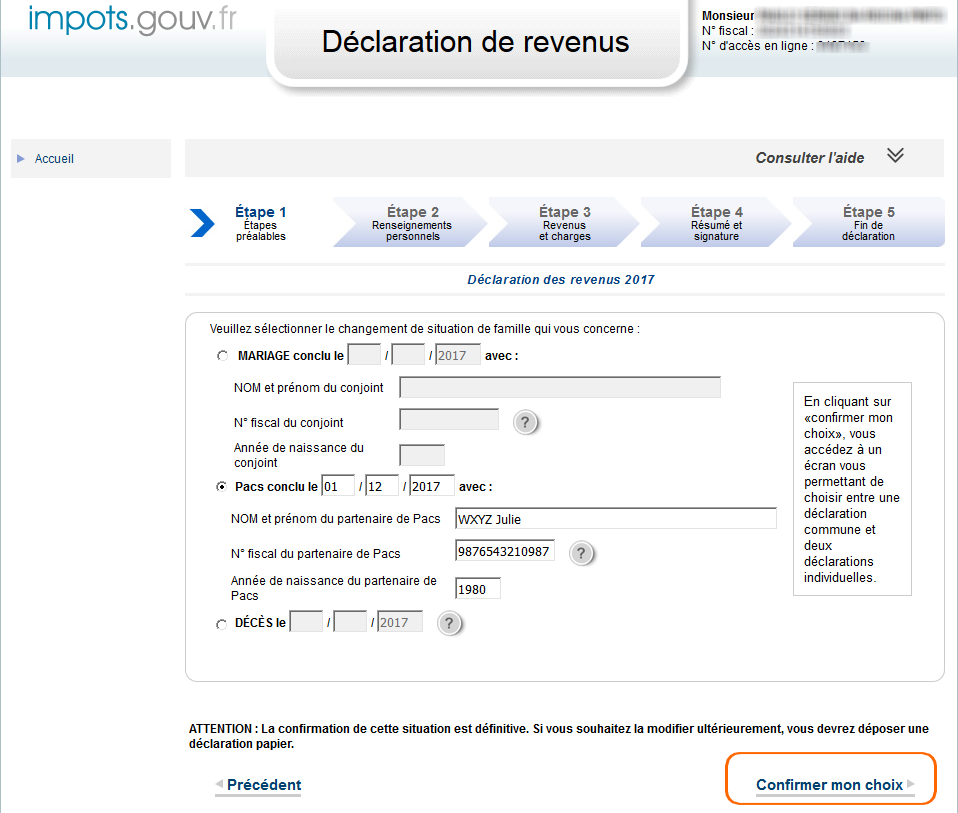 impots.gouv.fr
Déclaration de revenus
Monsieur
N° fiscal :
N° d'accès en ligne :
Accueil
Consulter l'aide
Étape 1
Étapes
préalables
Étape 2
Renseignements
personnels
Étape 3
Revenus
et charges
Étape 4
Résumé et
signature
Étape 5
Fin de
déclaration
Déclaration des revenus 2017
Veuillez sélectionner le changement de situation de famille qui vous concerne :
MARIAGE conclu le / / 2017 avec :
NOM et prénom du conjoint
N° fiscal du conjoint ?
Année de naissance du
conjoint
Pacs conclu le 01 / 12 / 2017 avec :
NOM et prénom du partenaire de Pacs WXYZ Julie
N° fiscal du partenaire de Pacs 9876543210987 ?
Année de naissance du partenaire de
Pacs 1980
DÉCÈS le / / 2017 ?
En cliquant sur
«confirmer mon
choix», vous
accédez à un
écran vous
permettant de
choisir entre une
déclaration
commune et
deux
déclarations
individuelles.
ATTENTION : La confirmation de cette situation est définitive. Si vous souhaitez la modifier ultérieurement, vous devrez déposer une
déclaration papier.
Précédent
Confirmer mon choix